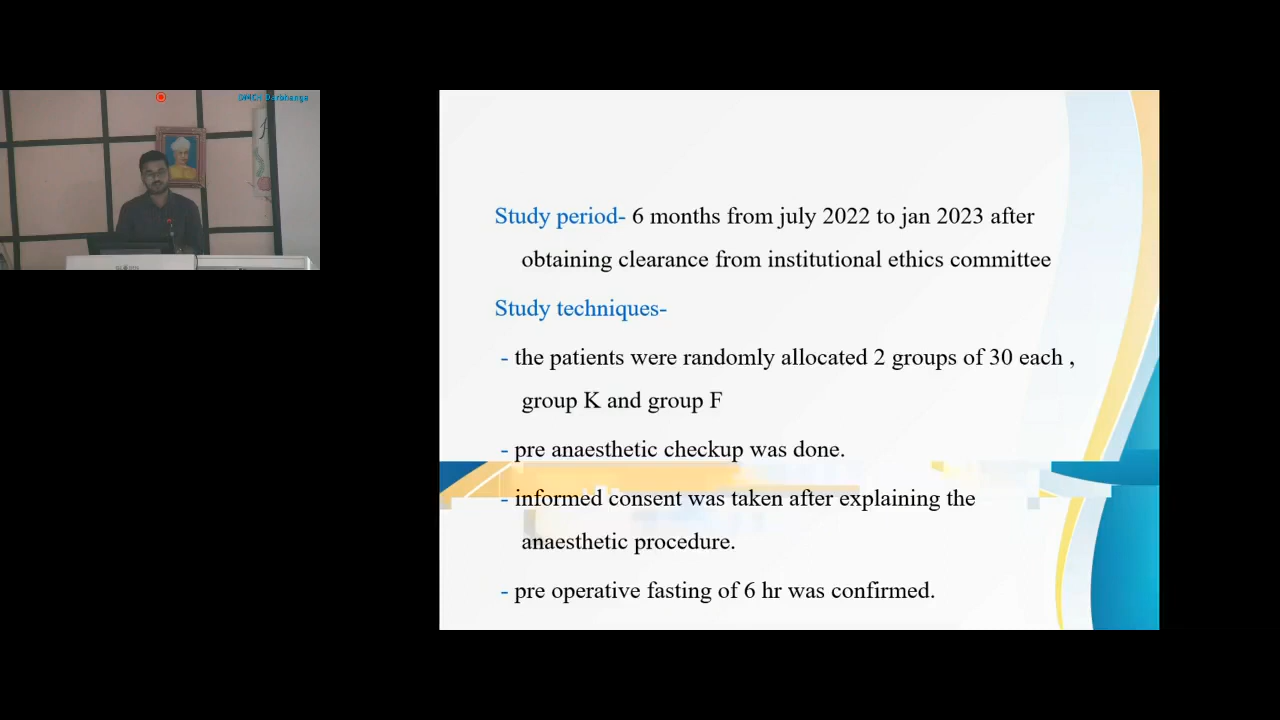 DMCH Darbhanga
Study period- 6 months from july 2022 to jan 2023 after
obtaining clearance from institutional ethics committee
Study techniques-
- the patients were randomly allocated 2 groups of 30 each ,
group K and group F
- pre anaesthetic checkup was done.
- informed consent was taken after explaining the
anaesthetic procedure.
- pre operative fasting of 6 hr was confirmed.